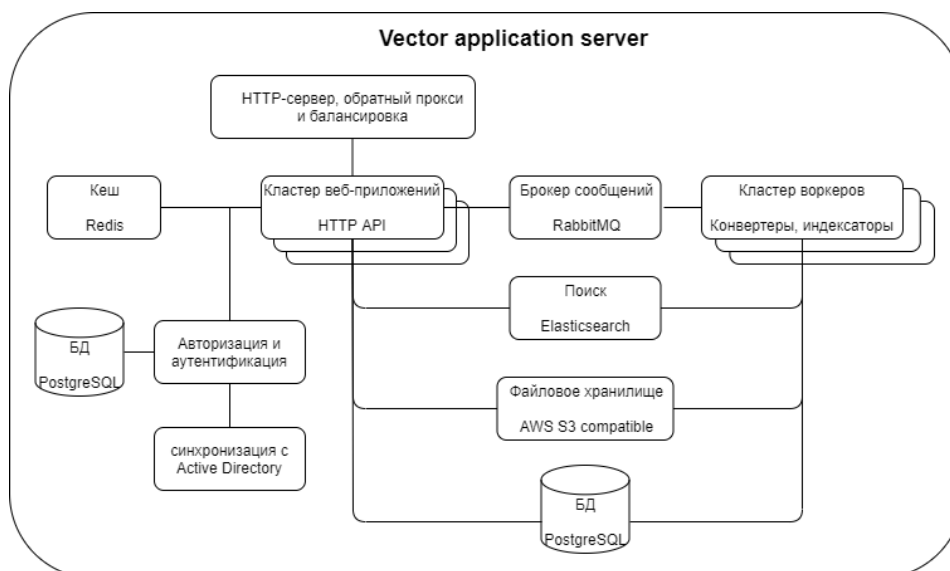 Vector application server
HTTP-сервер, обратный прокси
и балансировка
Кеш
Redis
Кластер веб-приложений
HTTP API
Брокер сообщений
RabbitMQ
Кластер воркеров
Конвертеры, индексаторы
Поиск
Elasticsearch
БД
PostgreSQL
Авторизация и
аутентификация
Файловое хранилище
AWS S3 compatible
синхронизация с
Active Directory
БД
PostgreSQL